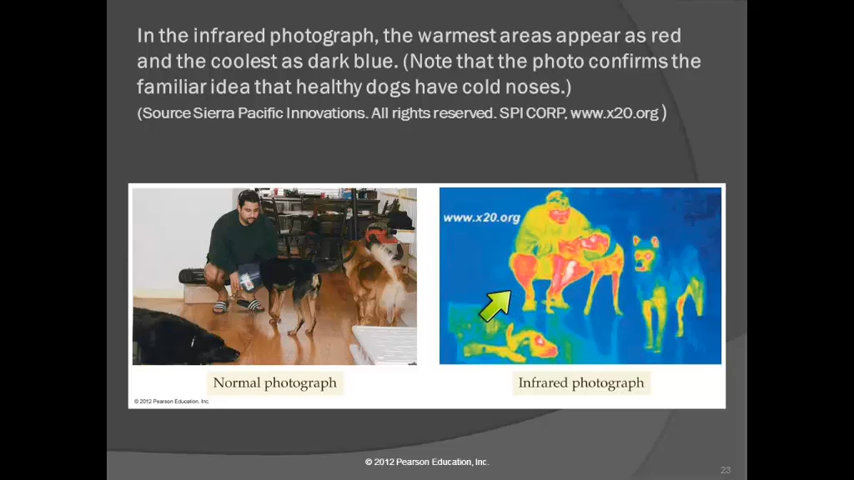 In the infrared photograph, the warmest areas appear as red
and the coolest as dark blue. (Note that the photo confirms the
familiar idea that healthy dogs have cold noses.)
(Source Sierra Pacific Innovations. All rights reserved. SPI CORP, www.x20.org )
www.x20.org
Normal photograph
Infrared photograph
© 2012 Pearson Education, Inc.
© 2012 Pearson Education, Inc.
23